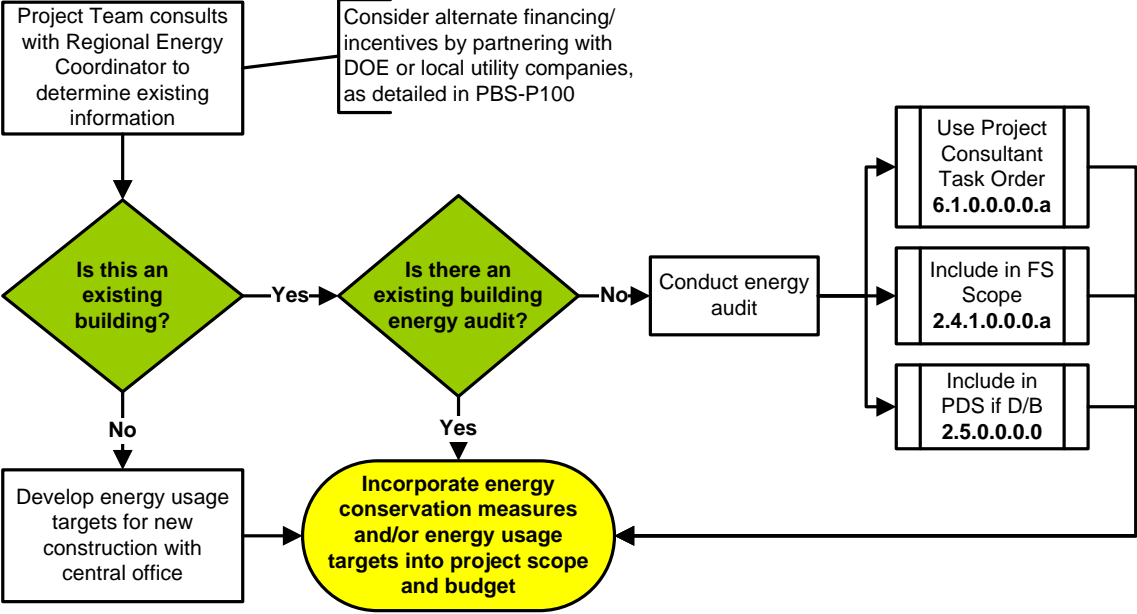 Project Team consults
with Regional Energy
Coordinator to
determine existing
information
Consider alternate financing/
incentives by partnering with
DOE or local utility companies,
as detailed in PBS-P100
Is this an
existing
building?
Yes
Is there an
existing building
energy audit?
No
Conduct energy
audit
Use Project
Consultant
Task Order
6.1.0.0.0.0.a
Include in FS
Scope
2.4.1.0.0.0.a
Include in
PDS if D/B
2.5.0.0.0.0
No
Yes
Develop energy usage
targets for new
construction with
central office
Incorporate energy
conservation measures
and/or energy usage
targets into project scope
and budget